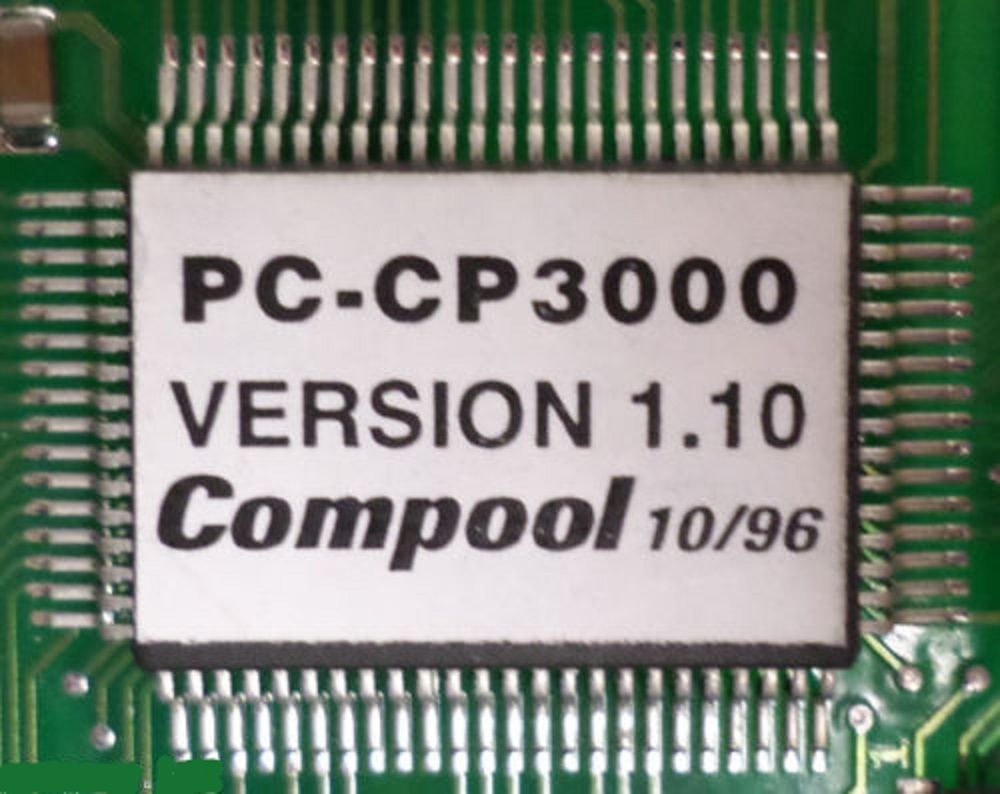 PC-CP3000
VERSION 1.10
Compool 10/96